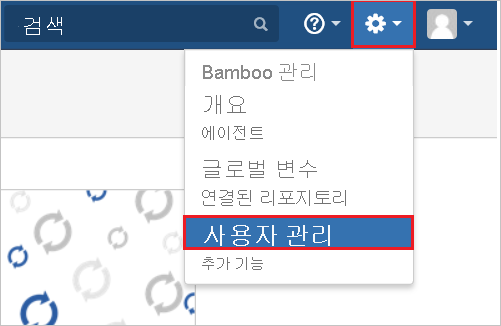 검색
Bamboo 관리
개요
에이전트
글로벌 변수
연결된 리포지토리
사용자 관리
추가 기능